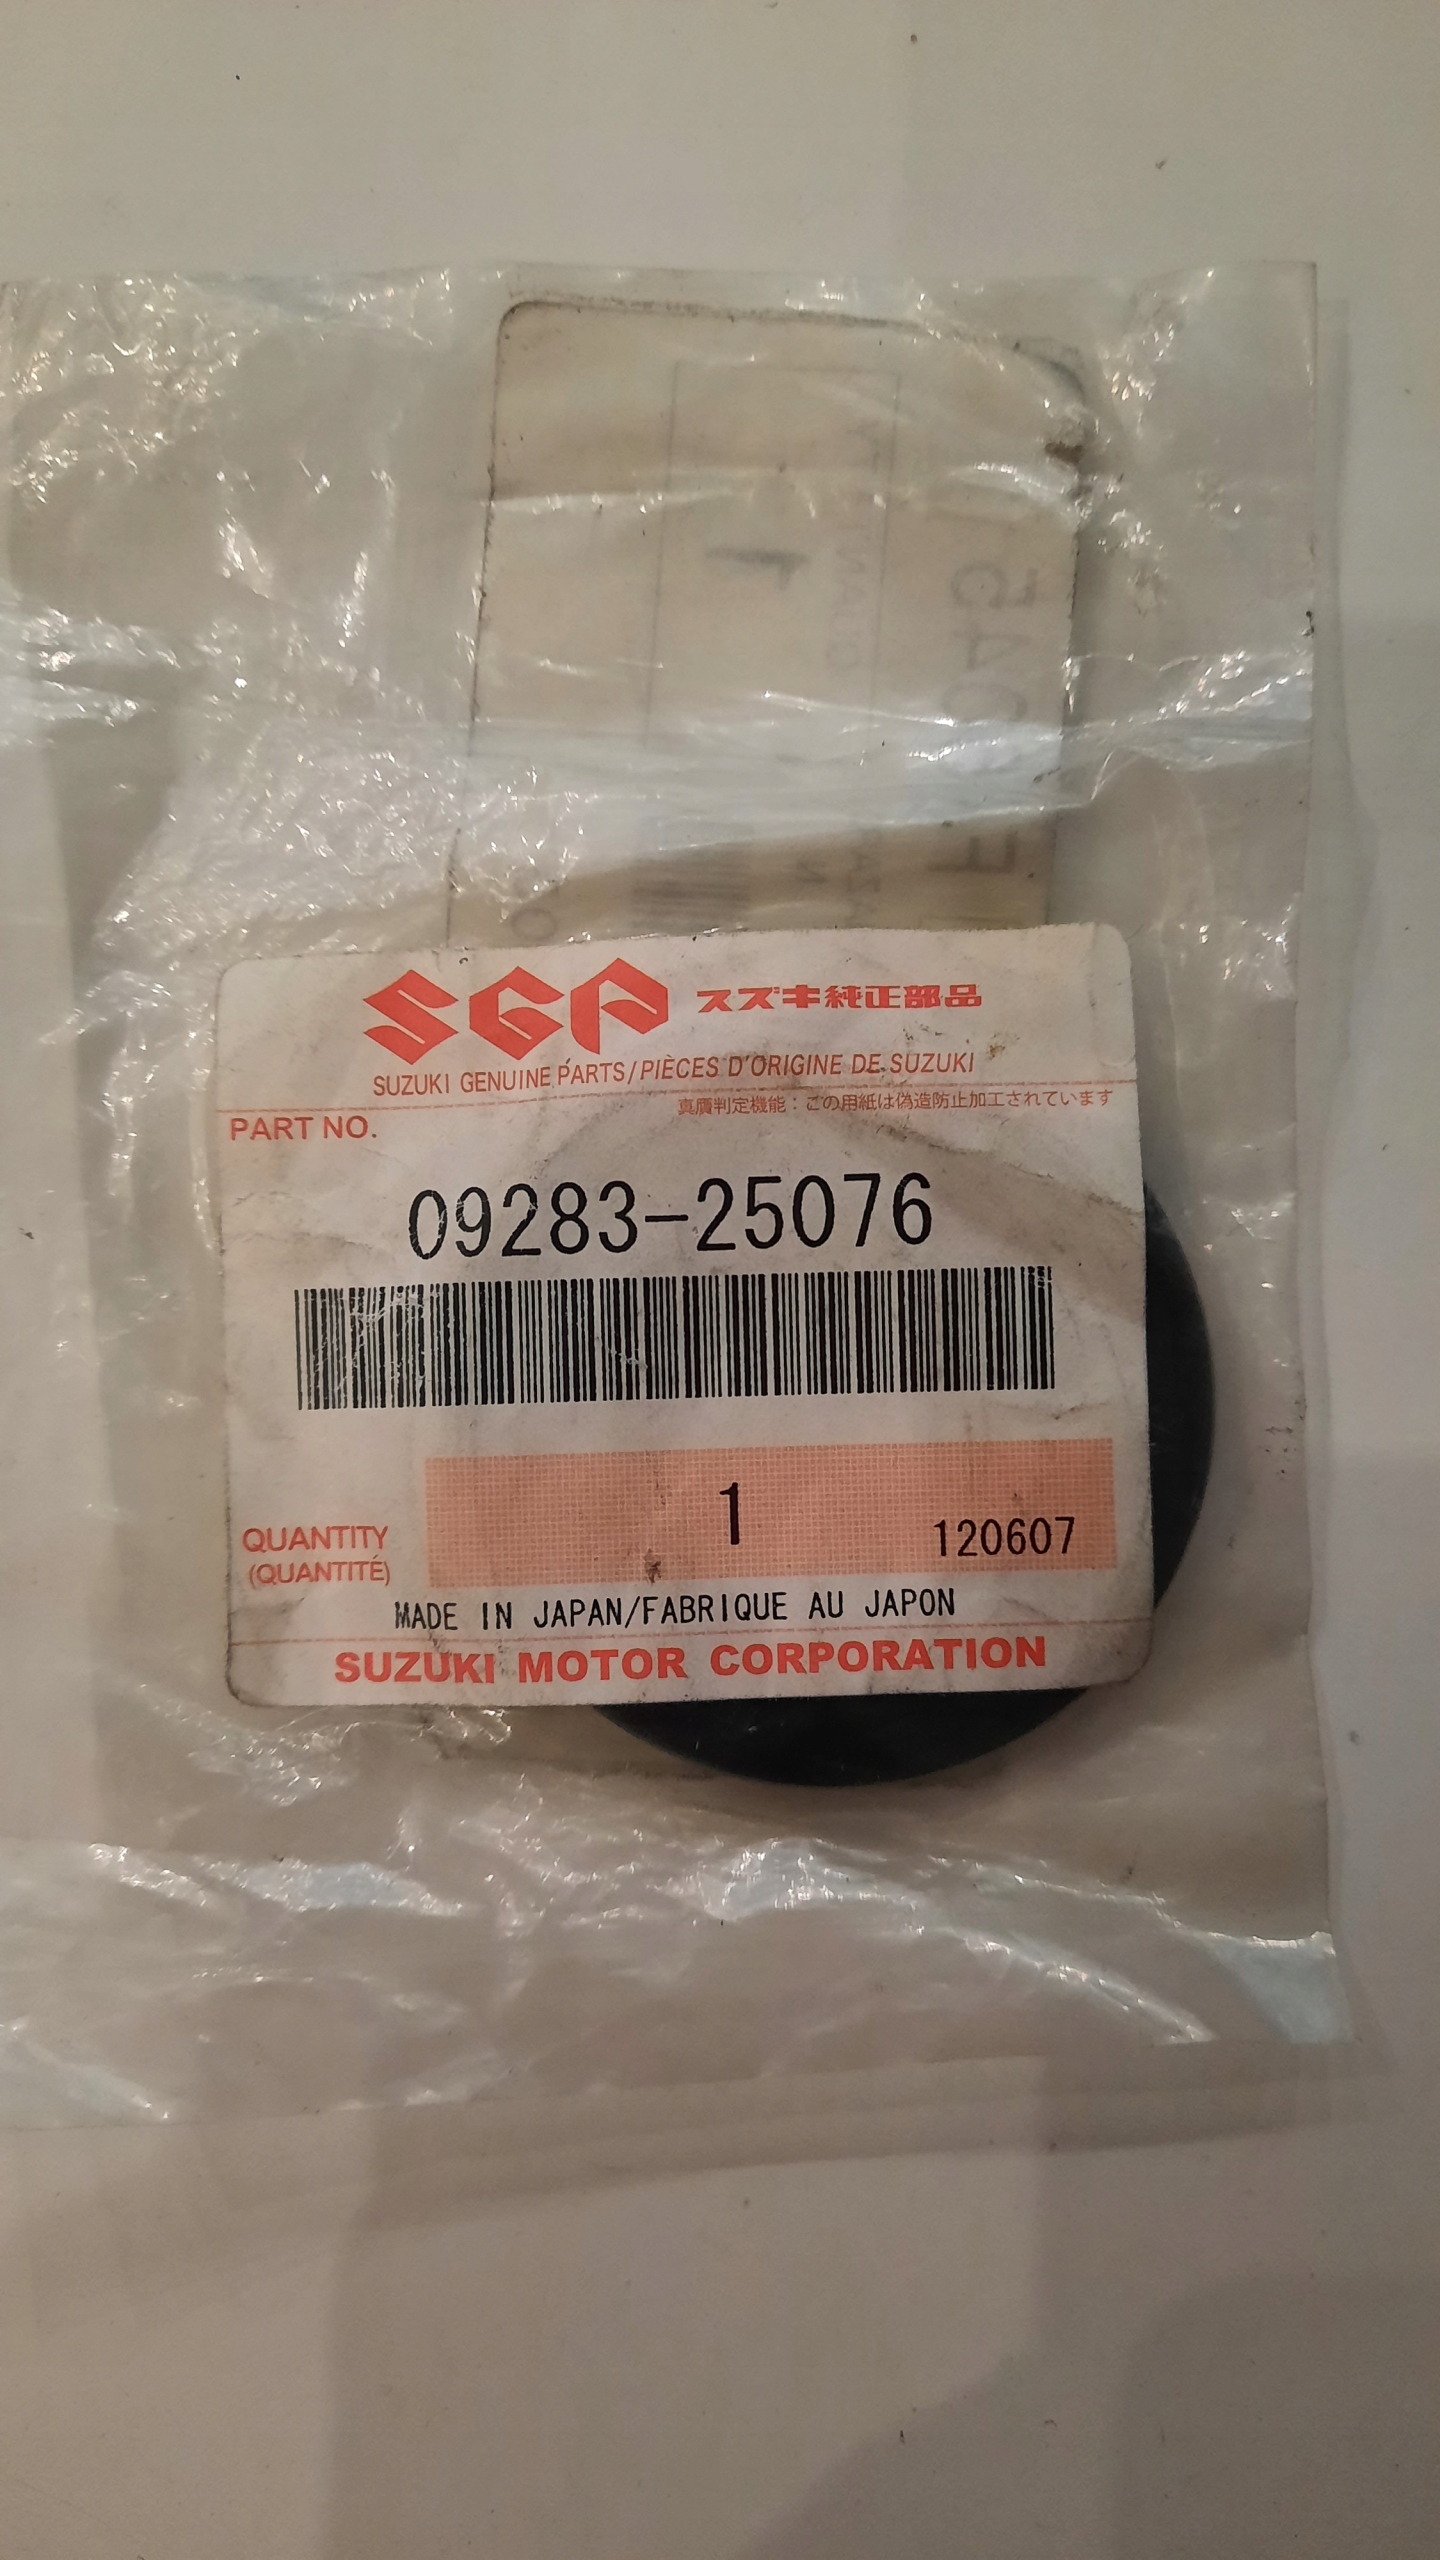 SGP スズキ純正部品
SUZUKI GENUINE PARTS/PIÈCES D'ORIGINE DE SUZUKI
真贋判定機能：この用紙は偽造防止加工されています
PART NO.
09283-25076
1
120607
QUANTITY
(QUANTITÉ)
MADE IN JAPAN/FABRIQUE AU JAPON
SUZUKI MOTOR CORPORATION